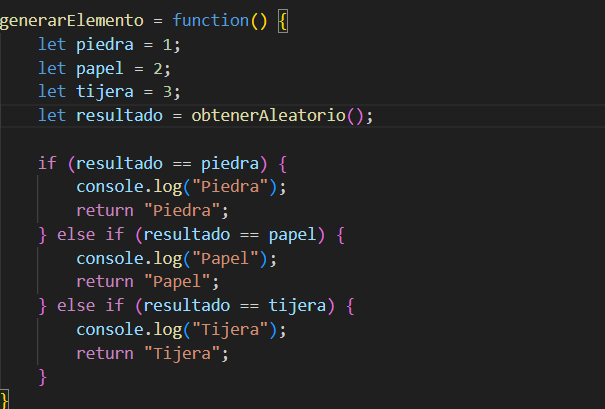 generarElemento = function() {
    let piedra = 1;
    let papel = 2;
    let tijera = 3;
    let resultado = obtenerAleatorio();
    if (resultado == piedra) {
        console.log("Piedra");
        return "Piedra";
    } else if (resultado == papel) {
        console.log("Papel");
        return "Papel";
    } else if (resultado == tijera) {
        console.log("Tijera");
        return "Tijera";
    }
}